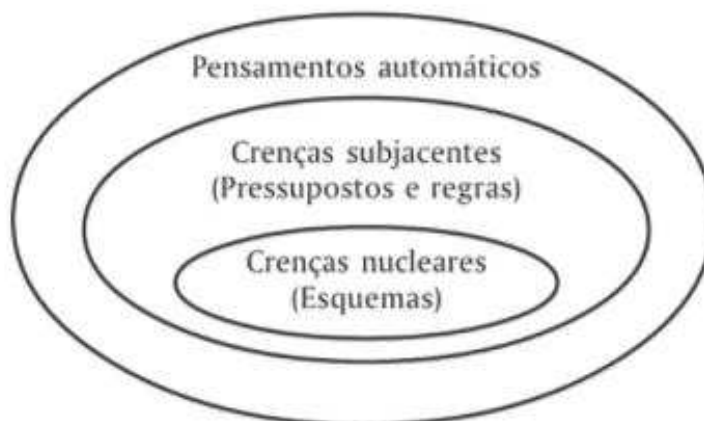 Pensamentos automáticos
Crenças subjacentes
(Pressupostos e regras)
Crenças nucleares
(Esquemas)